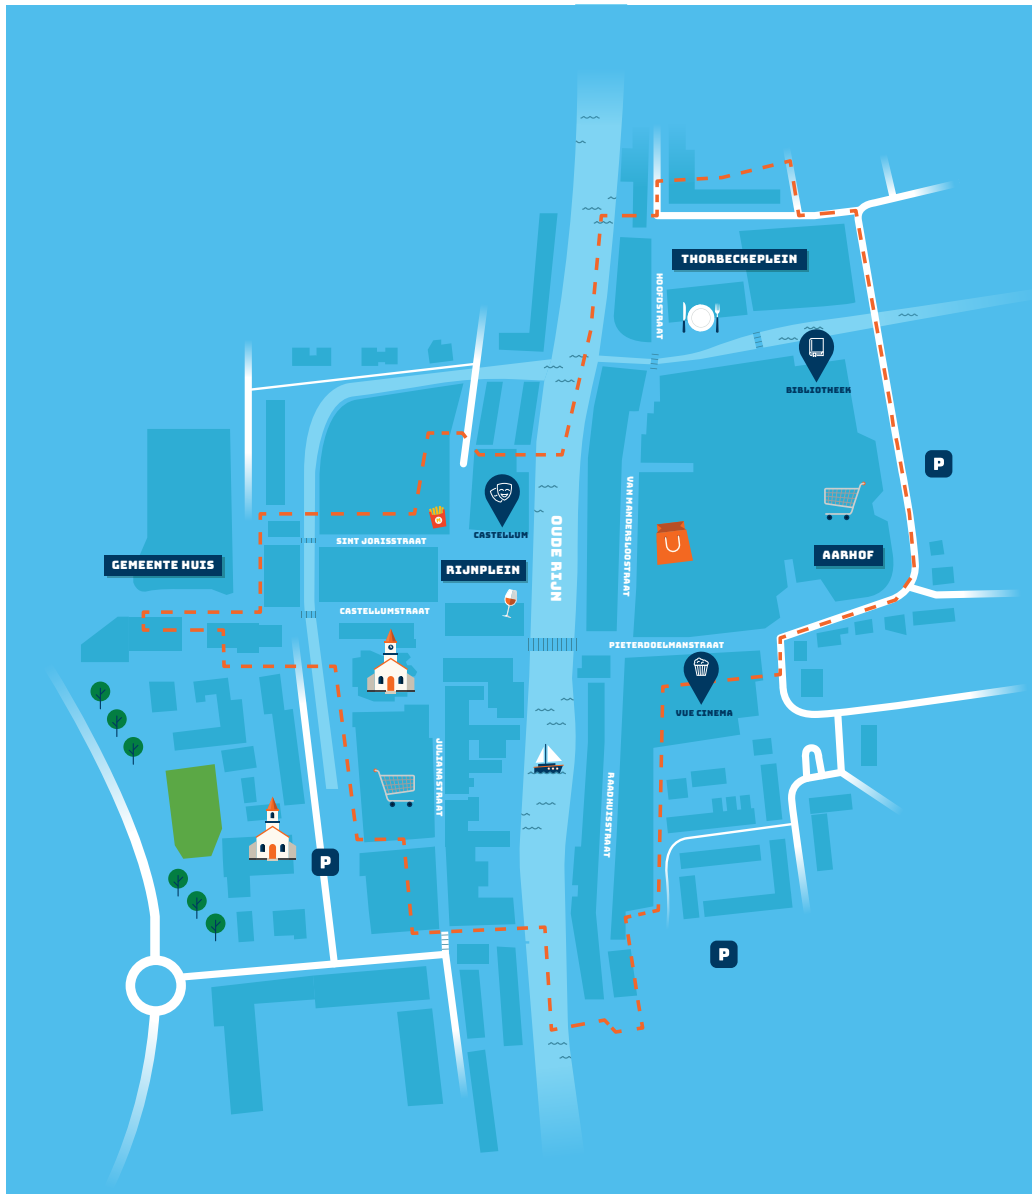 THORBECKEPLEIN
HOOFDSTRAAT
BIBLIOTHEEK
P
VAN MANDERSLOOSTRAAT
CASTELLUM
SINT JORISSTRAAT
OUDE RIJN
AARHOF
GEMEENTE HUIS
RIJNPLEIN
CASTELLUMSTRAAT
PIETERDOELMANSTRAAT
VUE CINEMA
JULIANASTRAAT
RAADHUISSTRAAT
P
P